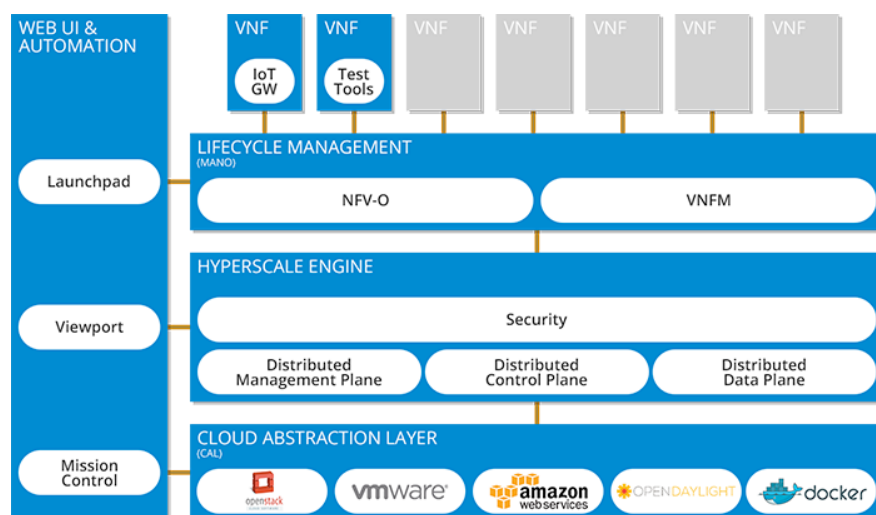 WEB UI &
AUTOMATION
Launchpad
Viewport
Mission
Control
VNF
IoT
GW
VNF
Test
Tools
VNF
VNF
VNF
VNF
VNF
LIFECYCLE MANAGEMENT
(MANO)
NFV-O
VNFM
HYPERSCALE ENGINE
Security
Distributed
Management Plane
Distributed
Control Plane
Distributed
Data Plane
CLOUD ABSTRACTION LAYER
(CAL)
openstack
vmware
amazon
webservices
OPENDAYLIGHT
docker